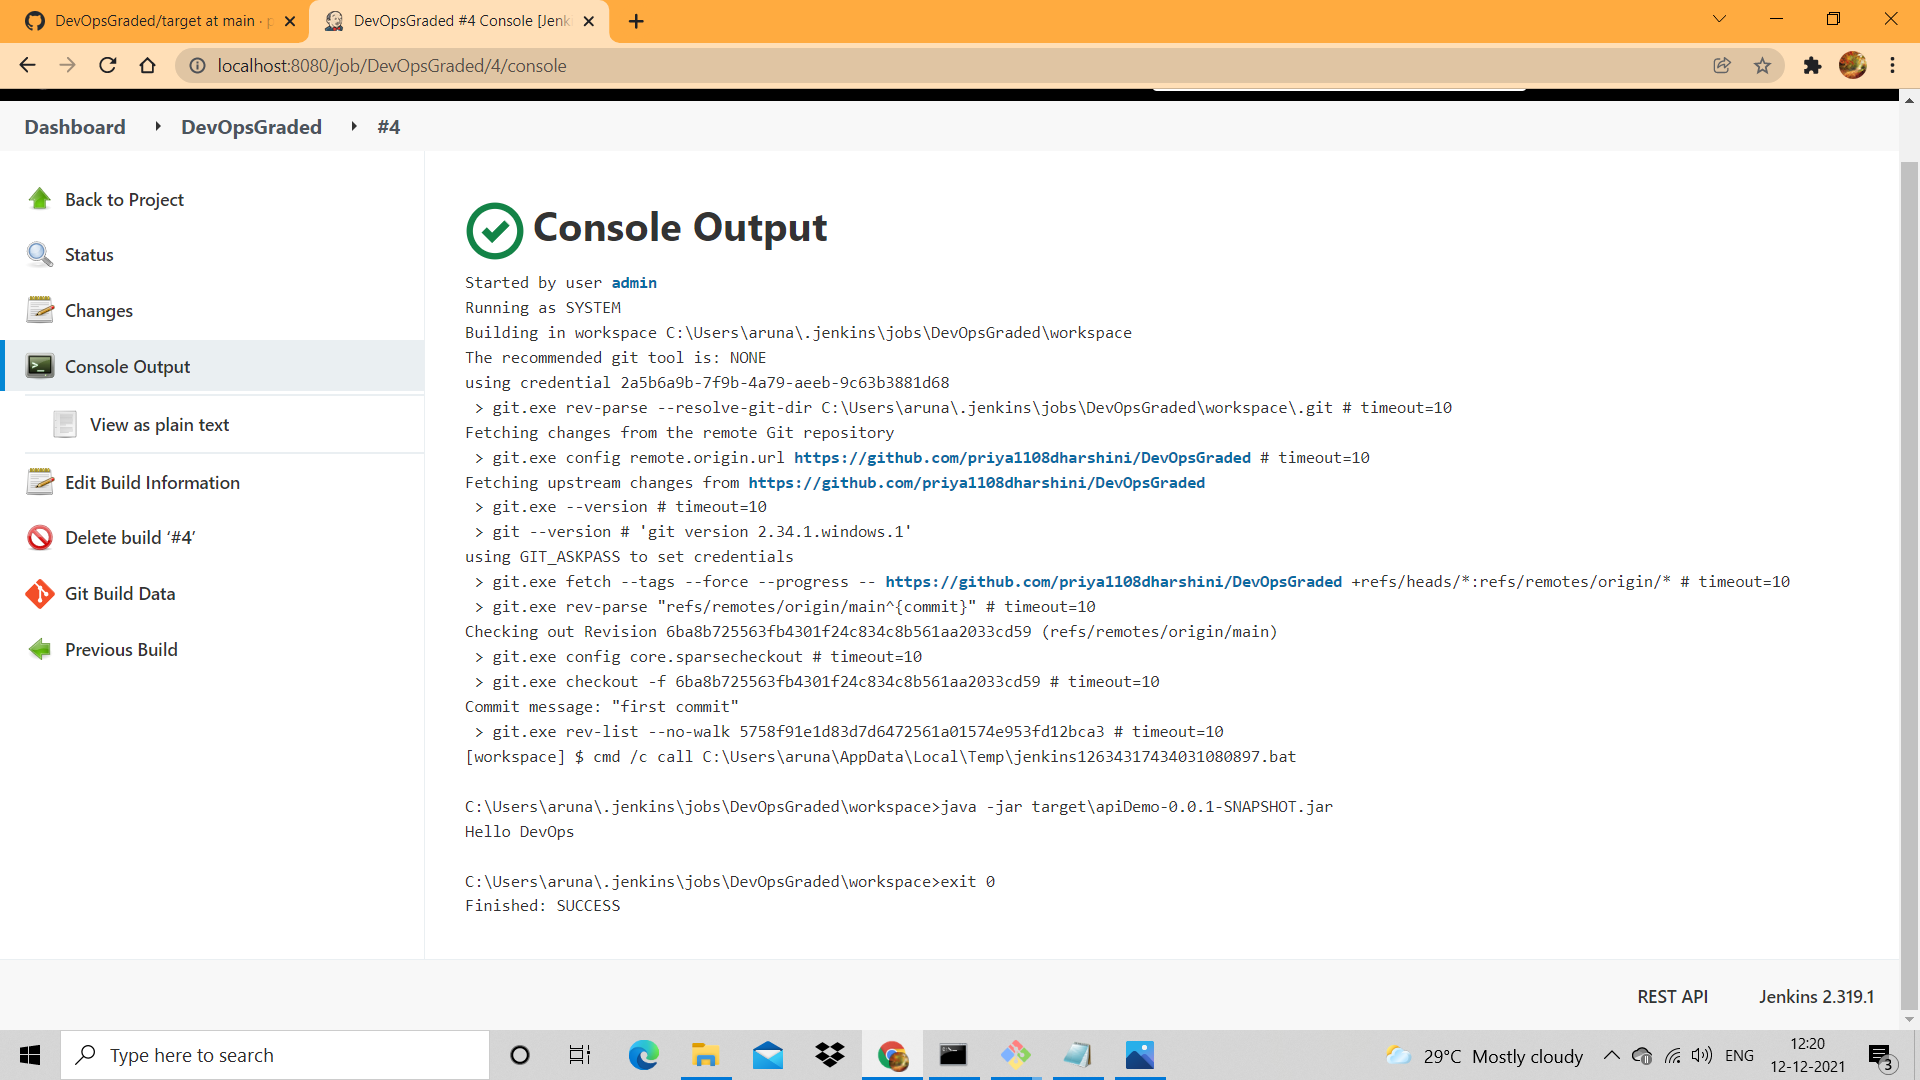 DevOpsGraded/target at main · p
DevOpsGraded #4 Console [Jenk
localhost:8080/job/DevOpsGraded/4/console
Dashboard
DevOpsGraded
#4
Back to Project
Status
Changes
Console Output
View as plain text
Edit Build Information
Delete build ‘#4’
Git Build Data
Previous Build
Console Output
Started by user admin
Running as SYSTEM
Building in workspace C:\Users\aruna\.jenkins\jobs\DevOpsGraded\workspace
The recommended git tool is: NONE
using credential 2a5b6a9b-7f9b-4a79-aeeb-9c63b3881d68
> git.exe rev-parse --resolve-git-dir C:\Users\aruna\.jenkins\jobs\DevOpsGraded\workspace\.git # timeout=10
Fetching changes from the remote Git repository
> git.exe config remote.origin.url https://github.com/priya1108dharshini/DevOpsGraded # timeout=10
Fetching upstream changes from https://github.com/priya1108dharshini/DevOpsGraded
> git.exe --version # timeout=10
> git --version # 'git version 2.34.1.windows.1'
using GIT_ASKPASS to set credentials
> git.exe fetch --tags --force --progress -- https://github.com/priya1108dharshini/DevOpsGraded +refs/heads/*:refs/remotes/origin/* # timeout=10
> git.exe rev-parse "refs/remotes/origin/main^{commit}" # timeout=10
Checking out Revision 6ba8b725563fb4301f24c834c8b561aa2033cd59 (refs/remotes/origin/main)
> git.exe config core.sparsecheckout # timeout=10
> git.exe checkout -f 6ba8b725563fb4301f24c834c8b561aa2033cd59 # timeout=10
Commit message: "first commit"
> git.exe rev-list --no-walk 5758f91e1d83d7d6472561a01574e953fd12bca3 # timeout=10
[workspace] $ cmd /c call C:\Users\aruna\AppData\Local\Temp\jenkins12634317434031080897.bat
C:\Users\aruna\.jenkins\jobs\DevOpsGraded\workspace>java -jar target\apiDemo-0.0.1-SNAPSHOT.jar
Hello DevOps
C:\Users\aruna\.jenkins\jobs\DevOpsGraded\workspace>exit 0
Finished: SUCCESS
REST API
Jenkins 2.319.1
Type here to search
29°C Mostly cloudy
ENG
12:20
12-12-2021
3